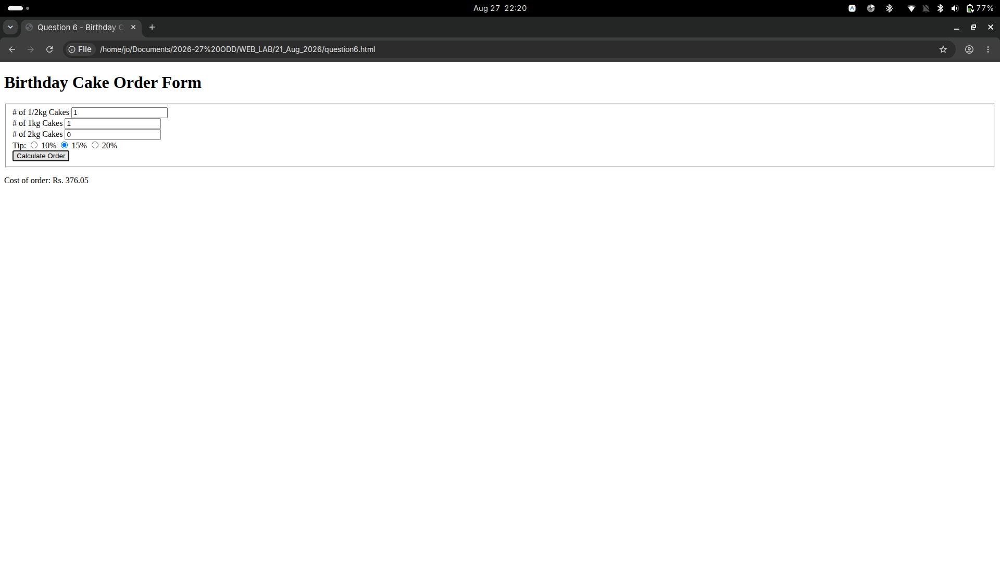 Aug 27 22:20
77%
Question 6 - Birthday C
File
/home/jo/Documents/2026-27%20ODD/WEB_LAB/21_Aug_2026/question6.html
Birthday Cake Order Form
# of 1/2kg Cakes 1
# of 1kg Cakes 1
# of 2kg Cakes 0
Tip: 10% 15% 20%
Calculate Order
Cost of order: Rs. 376.05